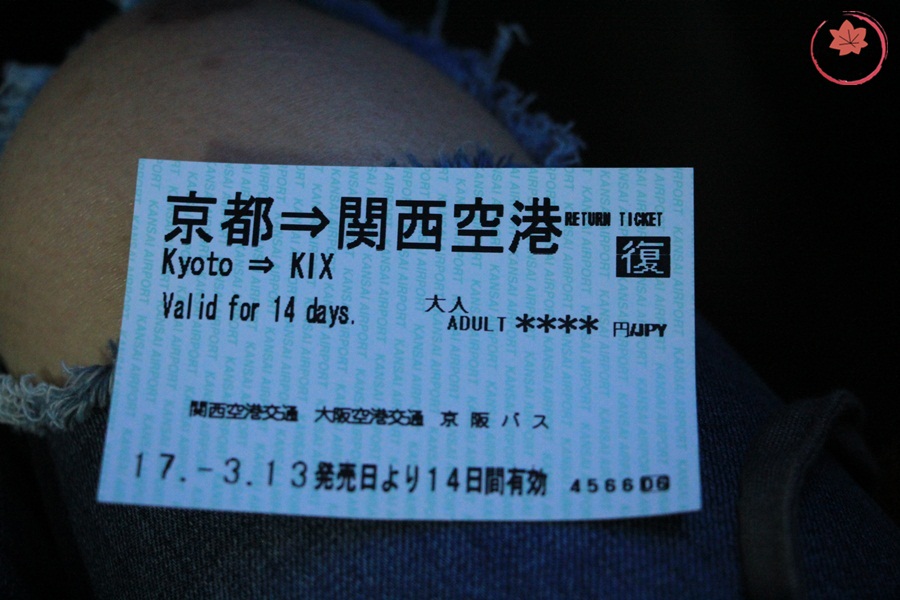 京都⇒関西空港 RETURN TICKET
復
Kyoto ⇒ KIX
Valid for 14 days.
大人
ADULT **** 円/JPY
関西空港交通 大阪空港交通 京阪バス
17.-3.13発売日より14日間有効 456606
KANSAI AIRPORT